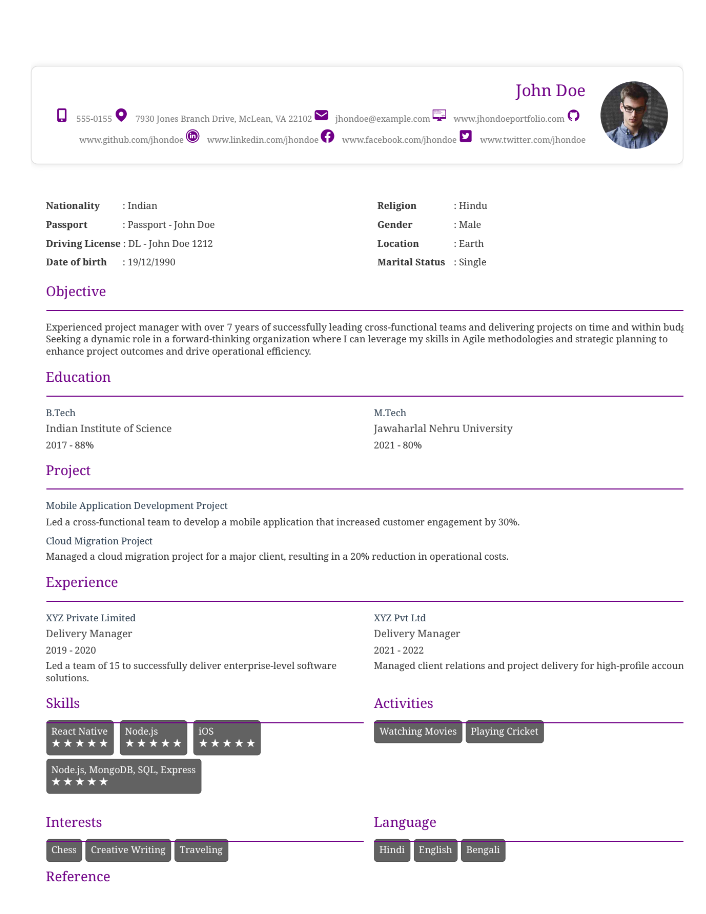 John Doe
555-0155 7930 Jones Branch Drive, McLean, VA 22102 jhondoe@example.com www.jhondoeportfolio.com
www.github.com/jhondoe www.linkedin.com/jhondoe www.facebook.com/jhondoe www.twitter.com/jhondoe
Nationality : Indian
Passport : Passport - John Doe
Driving License : DL - John Doe 1212
Date of birth : 19/12/1990
Religion : Hindu
Gender : Male
Location : Earth
Marital Status : Single
Objective
Experienced project manager with over 7 years of successfully leading cross-functional teams and delivering projects on time and within budg
Seeking a dynamic role in a forward-thinking organization where I can leverage my skills in Agile methodologies and strategic planning to
enhance project outcomes and drive operational efficiency.
Education
B.Tech
Indian Institute of Science
2017 - 88%
M.Tech
Jawaharlal Nehru University
2021 - 80%
Project
Mobile Application Development Project
Led a cross-functional team to develop a mobile application that increased customer engagement by 30%.
Cloud Migration Project
Managed a cloud migration project for a major client, resulting in a 20% reduction in operational costs.
Experience
XYZ Private Limited
Delivery Manager
2019 - 2020
Led a team of 15 to successfully deliver enterprise-level software
solutions.
XYZ Pvt Ltd
Delivery Manager
2021 - 2022
Managed client relations and project delivery for high-profile accoun
Skills
React Native Node.js iOS
★★★★★ ★★★★★ ★★★★★
Node.js, MongoDB, SQL, Express
★★★★★
Activities
Watching Movies Playing Cricket
Interests
Chess Creative Writing Traveling
Language
Hindi English Bengali
Reference